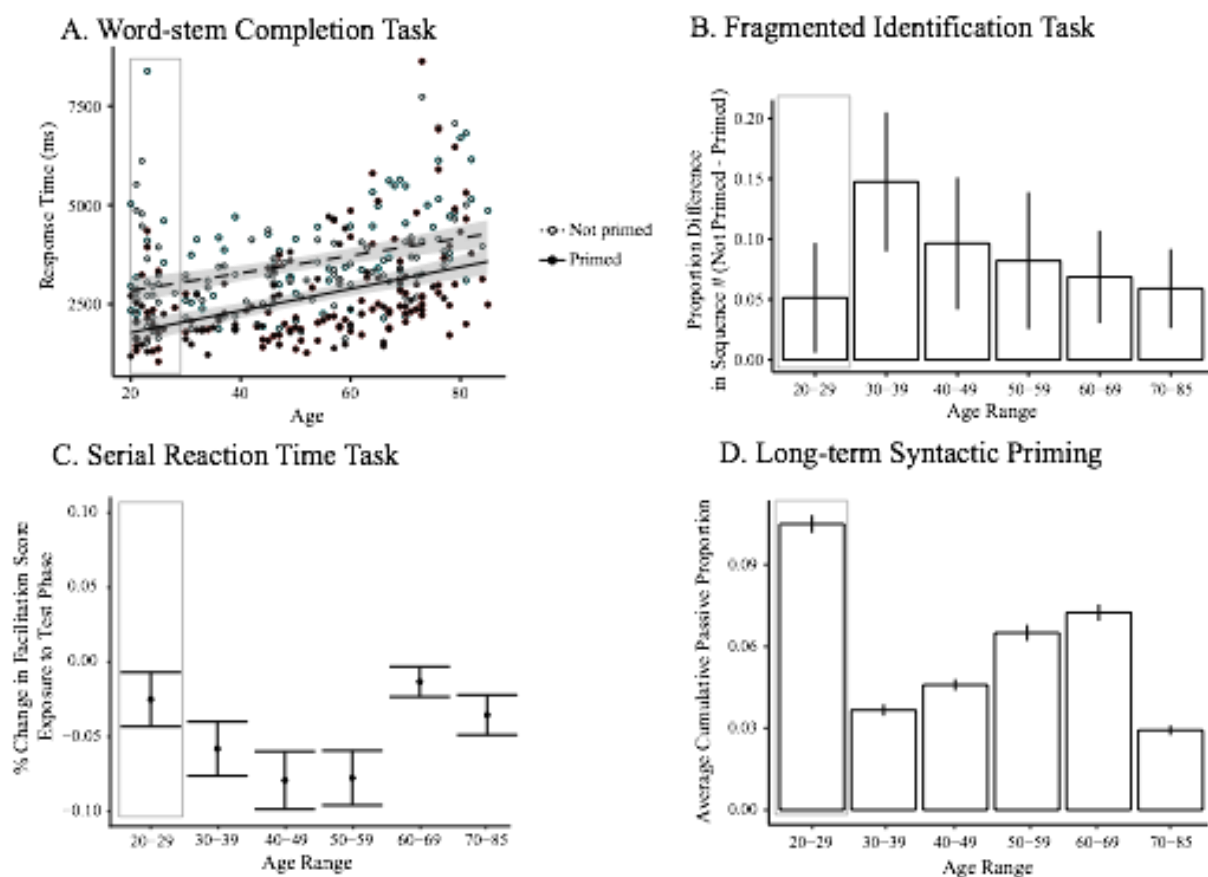 A. Word-stem Completion Task
Response Time (ms)
7500
5000
2500
20
40
60
80
Age
Not primed
Primed
B. Fragmented Identification Task
Proportion Difference
in Sequence # (Not Primed - Primed)
0.20
0.15
0.10
0.05
0.00
20-29
30-39
40-49
50-59
60-69
70-85
Age Range
C. Serial Reaction Time Task
% Change in Facilitation Score
Exposure to Test Phase
0.10
0.05
0.00
-0.05
-0.10
20-29
30-39
40-49
50-59
60-69
70-85
Age Range
D. Long-term Syntactic Priming
Average Cumulative Passive Proportion
0.09
0.06
0.03
0.00
20-29
30-39
40-49
50-59
60-69
70-85
Age Range